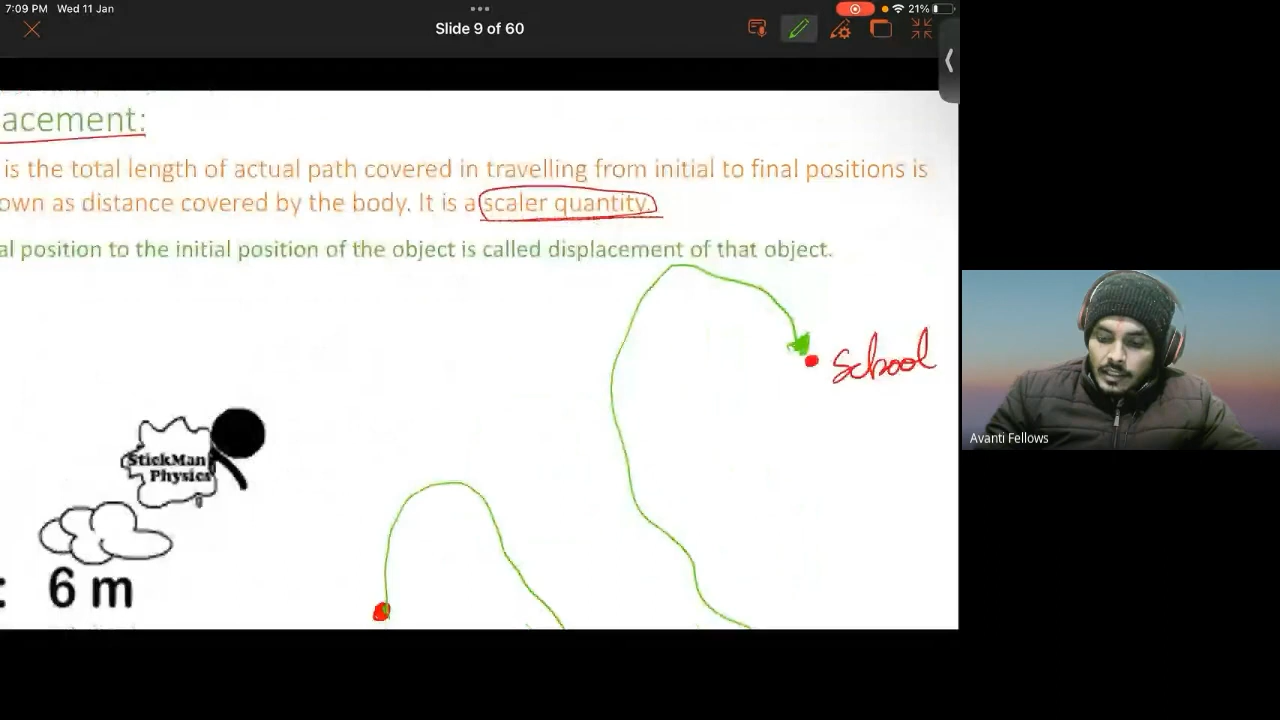 7:09 PM Wed 11 Jan
21%
Slide 9 of 60
acement:
is the total length of actual path covered in travelling from initial to final positions is
own as distance covered by the body. It is a scaler quantity.
al position to the initial position of the object is called displacement of that object.
School
StickMan
Physics
: 6 m
Avanti Fellows